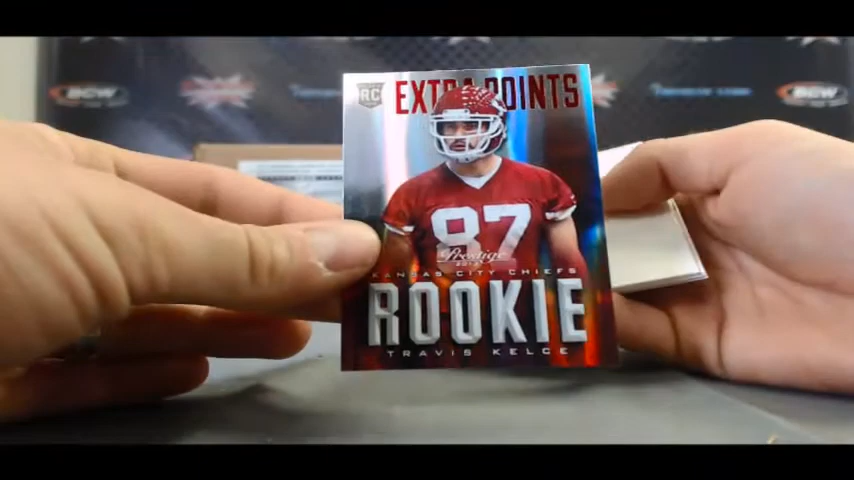 BCW
BCW
RC
EXTRA POINTS
87
Prestige
KANSAS CITY CHIEFS
ROOKIE
TRAVIS KELCE